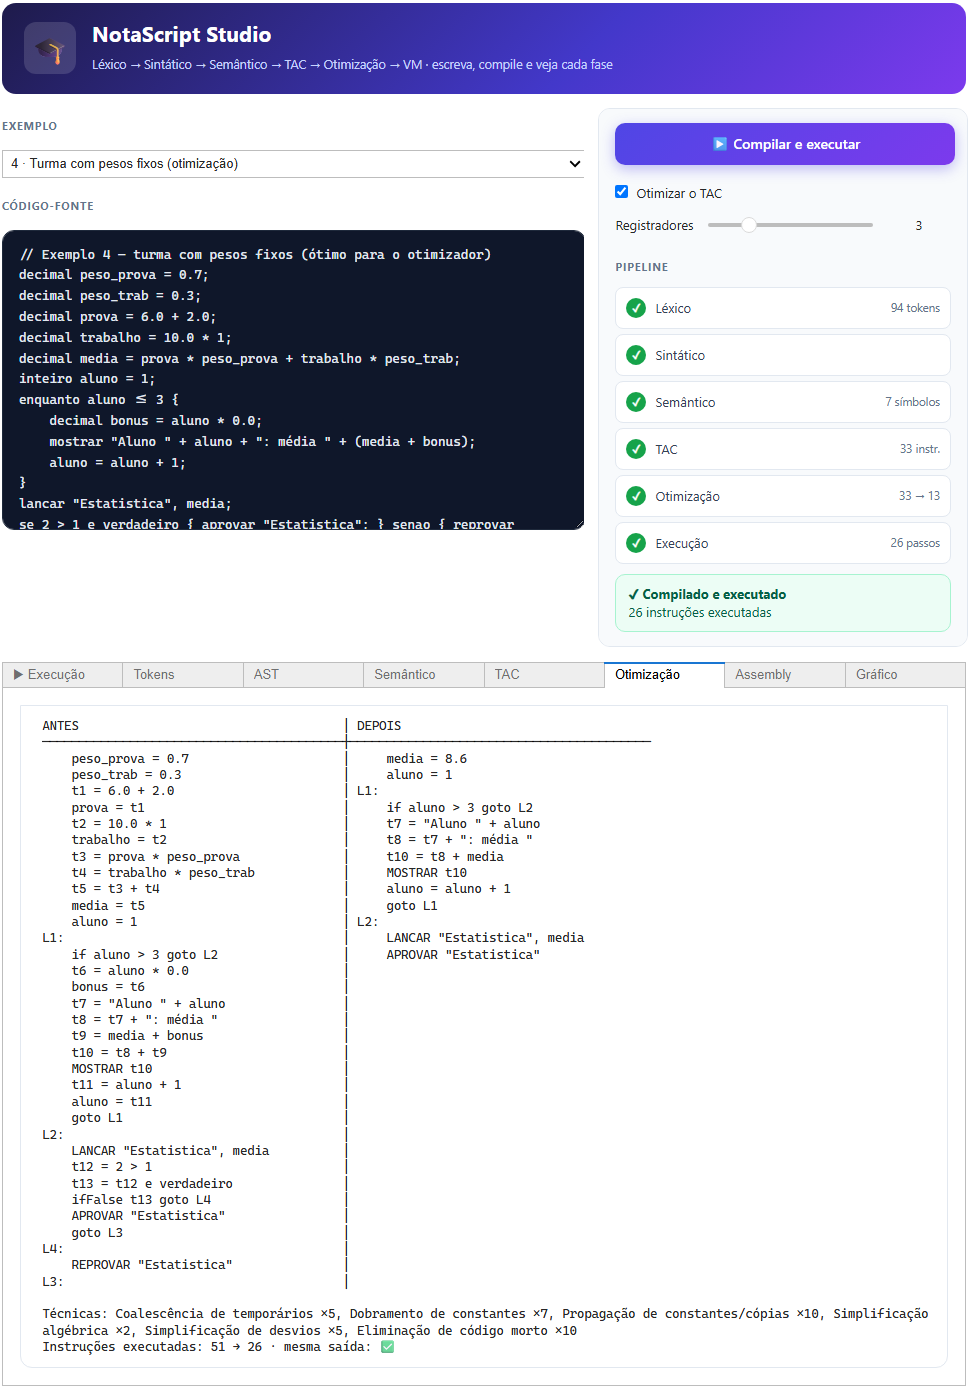 NotaScript Studio
Léxico → Sintático → Semântico → TAC → Otimização → VM · escreva, compile e veja cada fase
EXEMPLO
4 · Turma com pesos fixos (otimização)
CÓDIGO-FONTE
// Exemplo 4 — turma com pesos fixos (ótimo para o otimizador)
decimal peso_prova = 0.7;
decimal peso_trab = 0.3;
decimal prova = 6.0 + 2.0;
decimal trabalho = 10.0 * 1;
decimal media = prova * peso_prova + trabalho * peso_trab;
inteiro aluno = 1;
enquanto aluno <= 3 {
    decimal bonus = aluno * 0.0;
    mostrar "Aluno " + aluno + ": média " + (media + bonus);
    aluno = aluno + 1;
}
lancar "Estatistica", media;
se 2 > 1 e verdadeiro { aprovar "Estatistica"; } senao { reprovar
Compilar e executar
Otimizar o TAC
Registradores 3
PIPELINE
Léxico 94 tokens
Sintático
Semântico 7 símbolos
TAC 33 instr.
Otimização 33 → 13
Execução 26 passos
✓ Compilado e executado
26 instruções executadas
▶ Execução Tokens AST Semântico TAC Otimização Assembly Gráfico
ANTES │ DEPOIS
peso_prova = 0.7 │ media = 8.6
peso_trab = 0.3 │ aluno = 1
t1 = 6.0 + 2.0 │ L1:
prova = t1 │ if aluno > 3 goto L2
t2 = 10.0 * 1 │ t7 = "Aluno " + aluno
trabalho = t2 │ t8 = t7 + ": média "
t3 = prova * peso_prova │ t10 = t8 + media
t4 = trabalho * peso_trab │ MOSTRAR t10
t5 = t3 + t4 │ aluno = aluno + 1
media = t5 │ goto L1
aluno = 1 │ L2:
L1: │ LANCAR "Estatistica", media
if aluno > 3 goto L2 │ APROVAR "Estatistica"
t6 = aluno * 0.0 │
bonus = t6 │
t7 = "Aluno " + aluno │
t8 = t7 + ": média " │
t9 = media + bonus │
t10 = t8 + t9 │
MOSTRAR t10 │
t11 = aluno + 1 │
aluno = t11 │
goto L1 │
L2: │
LANCAR "Estatistica", media │
t12 = 2 > 1 │
t13 = t12 e verdadeiro │
ifFalse t13 goto L4 │
APROVAR "Estatistica" │
goto L3 │
L4: │
REPROVAR "Estatistica" │
L3: │
Técnicas: Coalescência de temporários ×5, Dobramento de constantes ×7, Propagação de constantes/cópias ×10, Simplificação
algébrica ×2, Simplificação de desvios ×5, Eliminação de código morto ×10
Instruções executadas: 51 → 26 · mesma saída: ✅